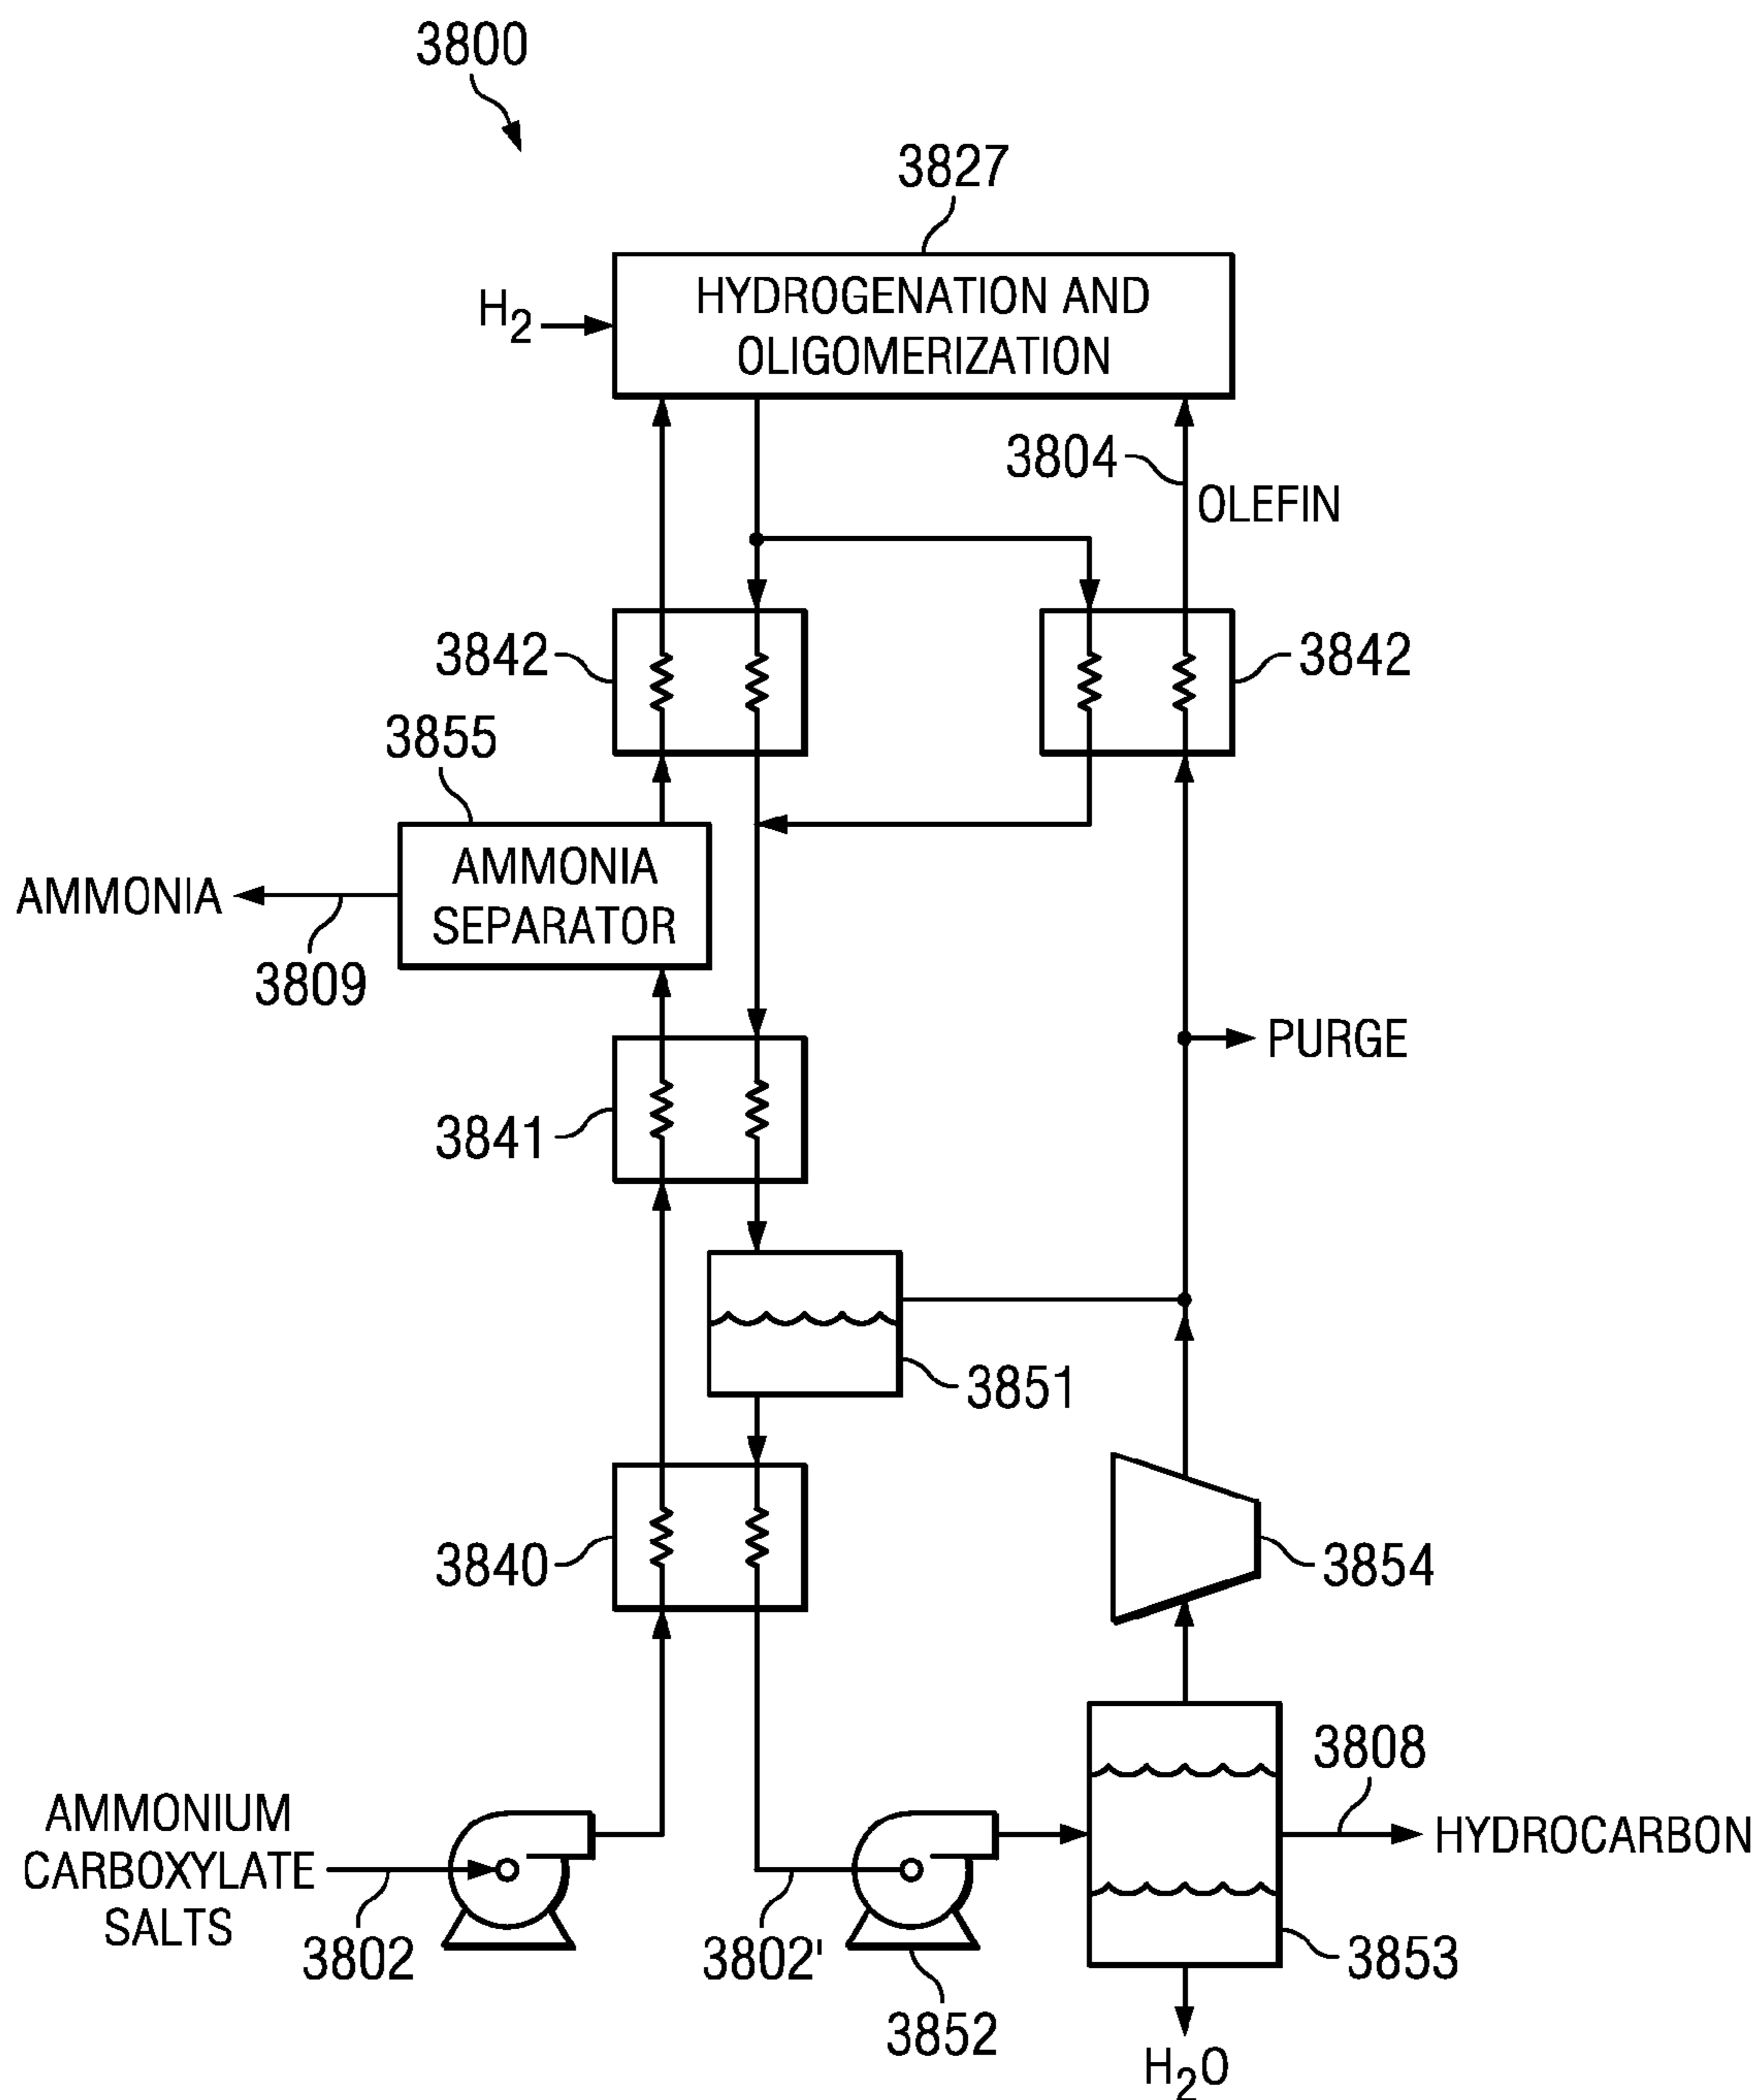 3800
3827
H2
HYDROGENATION AND
OLIGOMERIZATION
3804
OLEFIN
3842
3842
3855
AMMONIA
SEPARATOR
AMMONIA
3809
PURGE
3841
3851
3840
3854
3808
HYDROCARBON
AMMONIUM
CARBOXYLATE
SALTS
3802
3802'
3852
3853
H2O